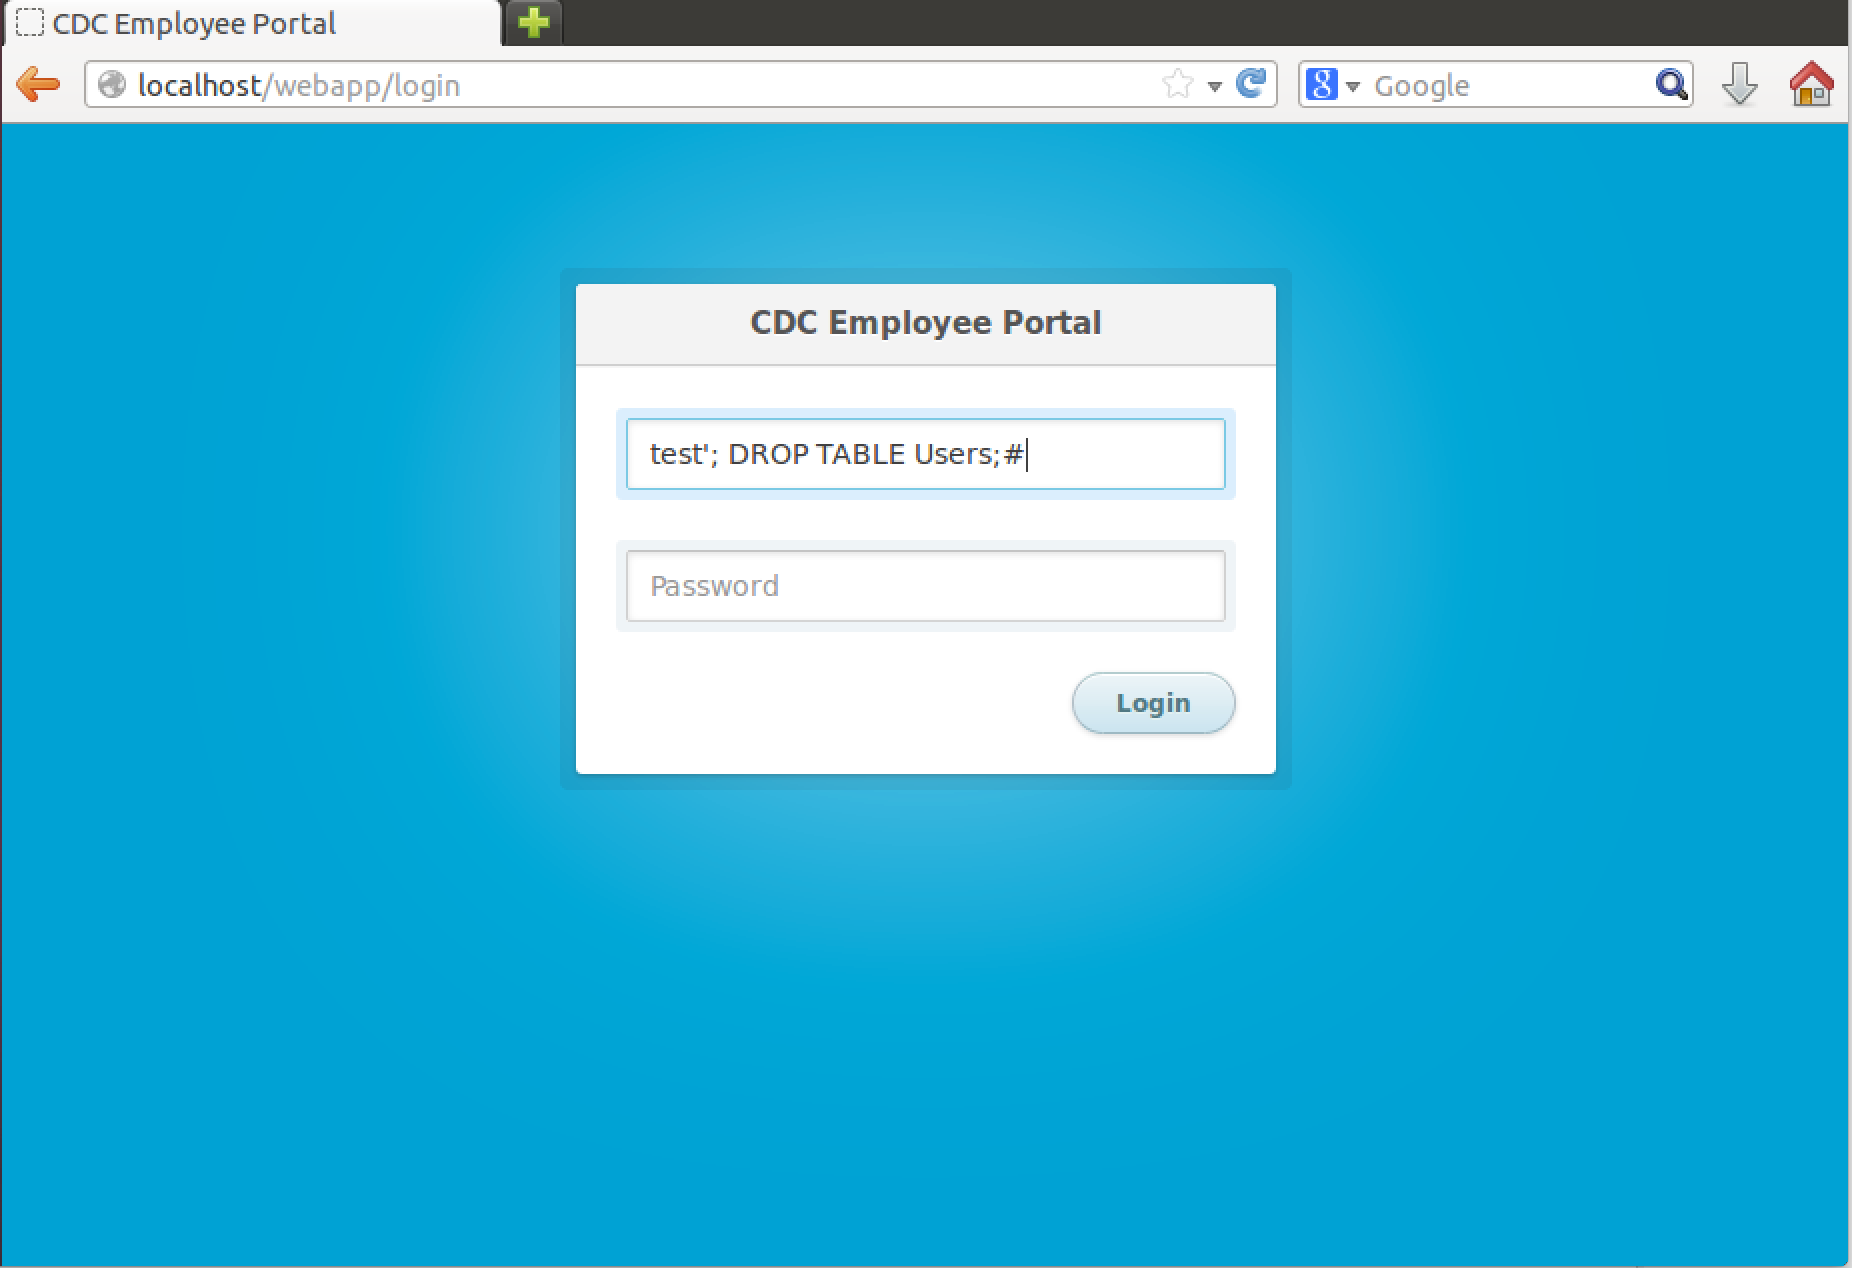 CDC Employee Portal
localhost/webapp/login
Google
CDC Employee Portal
test'; DROP TABLE Users;#
Password
Login